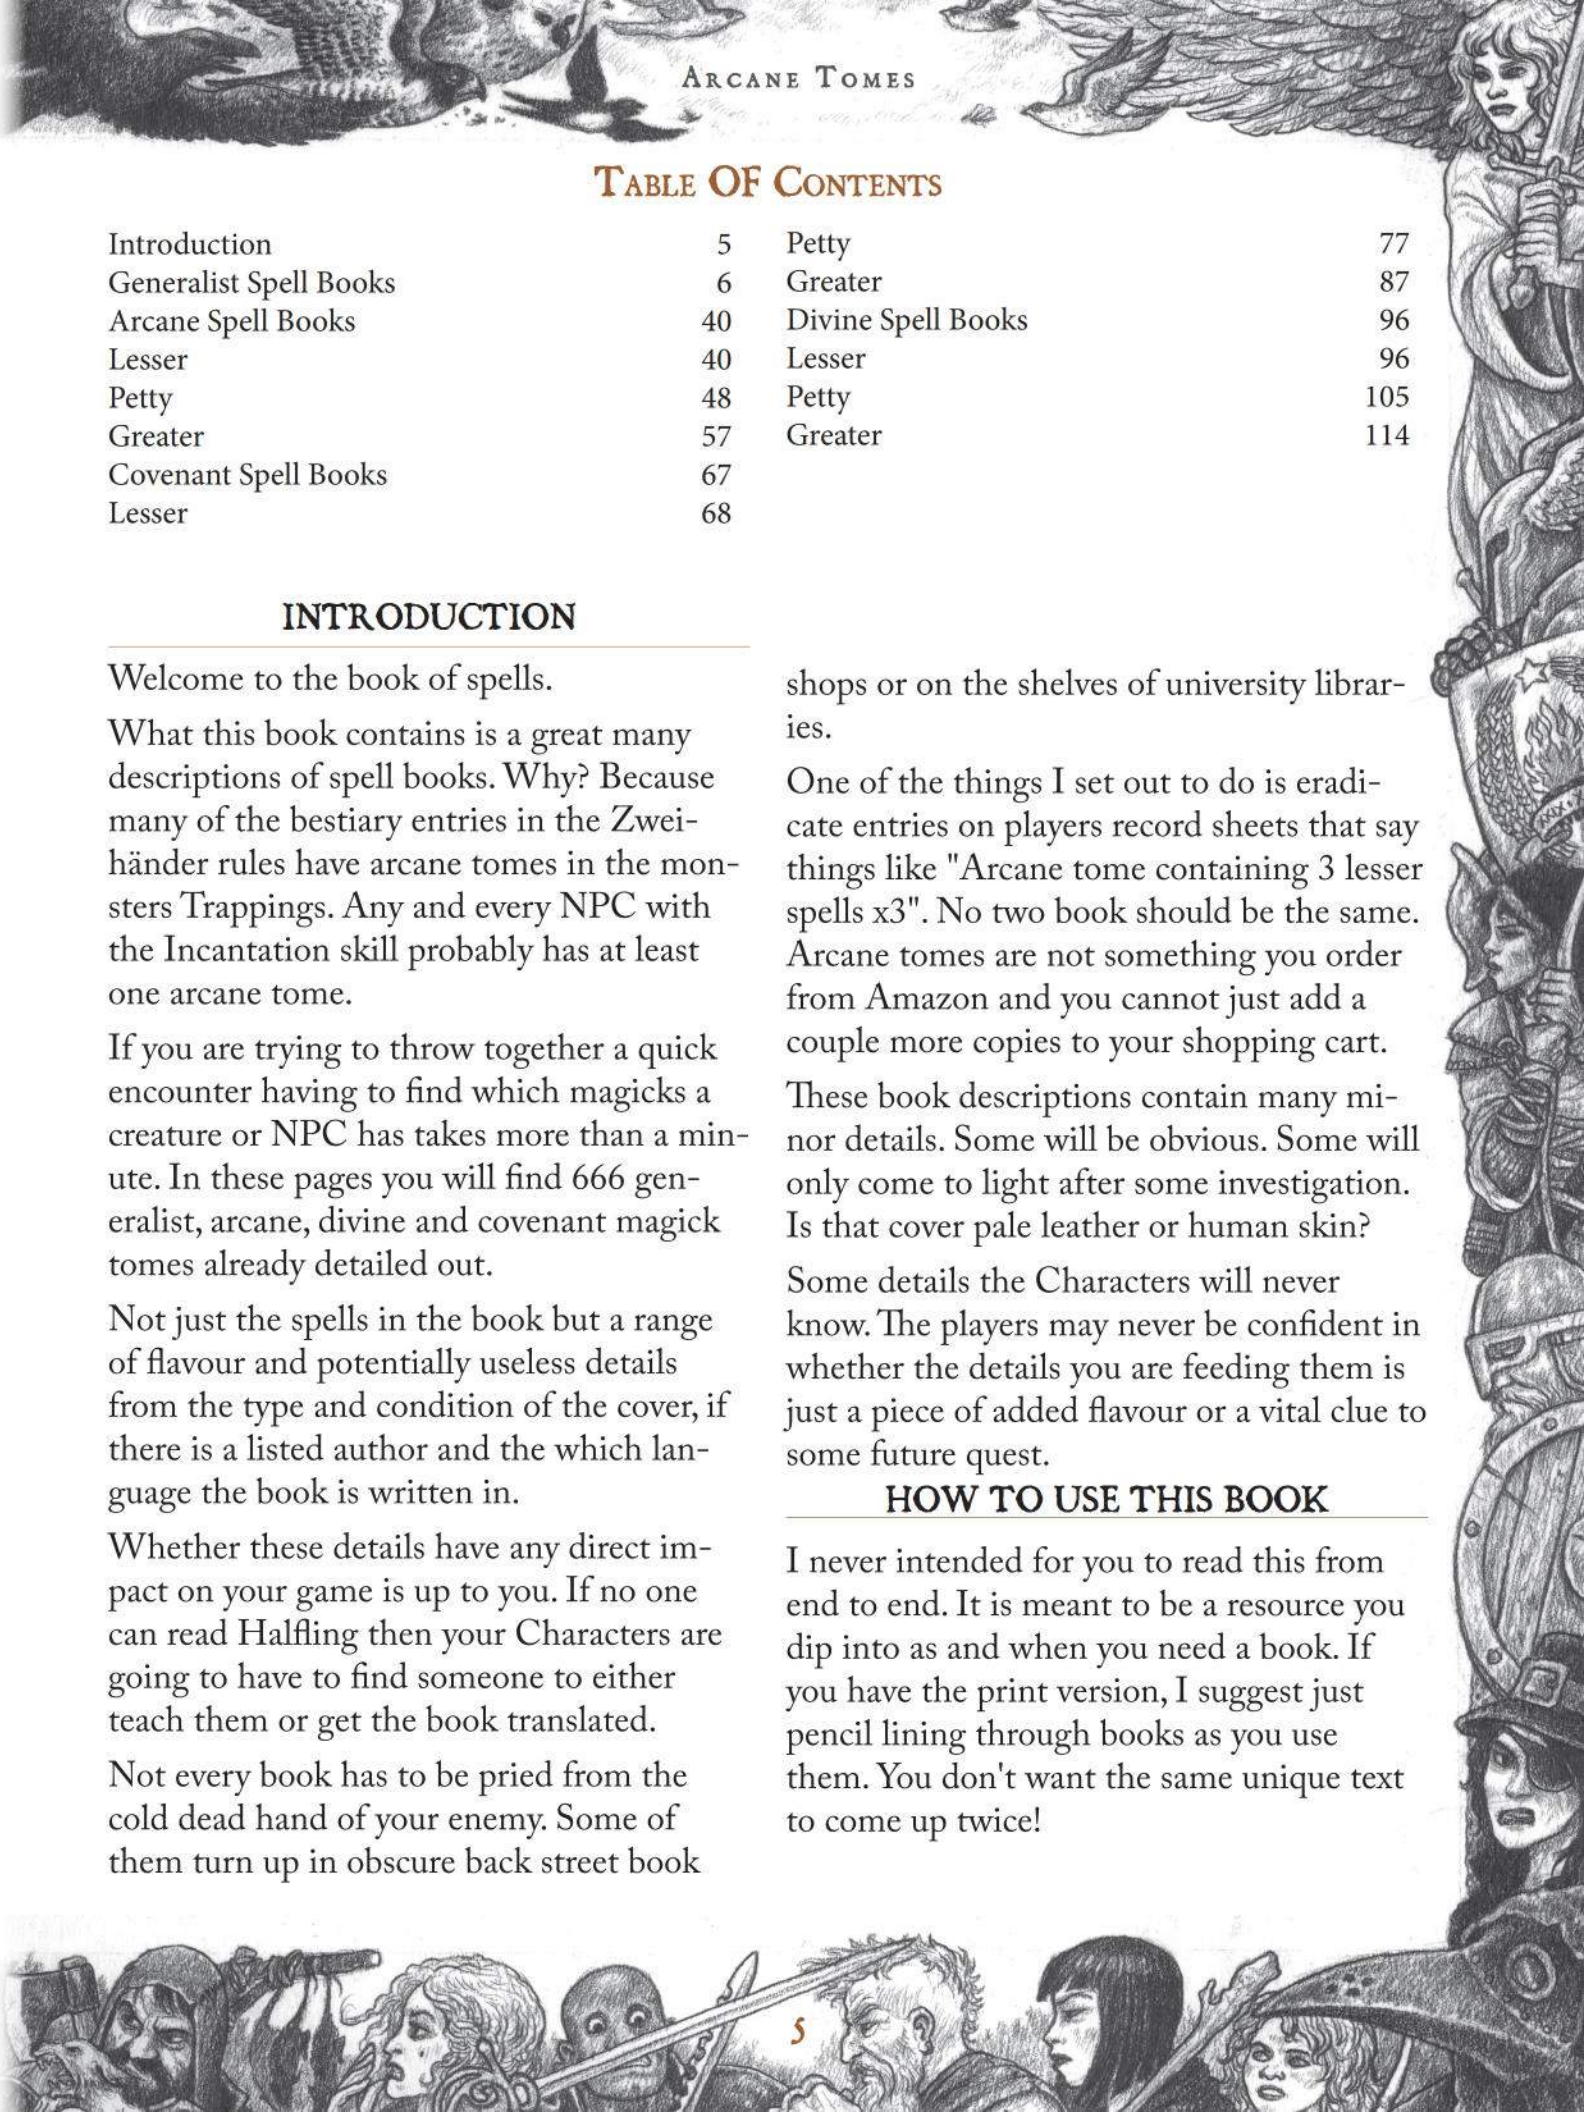 ARCANE TOMES
TABLE OF CONTENTS
Introduction 5
Generalist Spell Books 6
Arcane Spell Books 40
Lesser 40
Petty 48
Greater 57
Covenant Spell Books 67
Lesser 68
Petty 77
Greater 87
Divine Spell Books 96
Lesser 96
Petty 105
Greater 114
INTRODUCTION
Welcome to the book of spells.
What this book contains is a great many
descriptions of spell books. Why? Because
many of the bestiary entries in the Zwei-
händer rules have arcane tomes in the mon-
sters Trappings. Any and every NPC with
the Incantation skill probably has at least
one arcane tome.
If you are trying to throw together a quick
encounter having to find which magicks a
creature or NPC has takes more than a min-
ute. In these pages you will find 666 gen-
eralist, arcane, divine and covenant magick
tomes already detailed out.
Not just the spells in the book but a range
of flavour and potentially useless details
from the type and condition of the cover, if
there is a listed author and the which lan-
guage the book is written in.
Whether these details have any direct im-
pact on your game is up to you. If no one
can read Halfling then your Characters are
going to have to find someone to either
teach them or get the book translated.
Not every book has to be pried from the
cold dead hand of your enemy. Some of
them turn up in obscure back street book
shops or on the shelves of university librar-
ies.
One of the things I set out to do is eradi-
cate entries on players record sheets that say
things like "Arcane tome containing 3 lesser
spells x3". No two book should be the same.
Arcane tomes are not something you order
from Amazon and you cannot just add a
couple more copies to your shopping cart.
These book descriptions contain many mi-
nor details. Some will be obvious. Some will
only come to light after some investigation.
Is that cover pale leather or human skin?
Some details the Characters will never
know. The players may never be confident in
whether the details you are feeding them is
just a piece of added flavour or a vital clue to
some future quest.
HOW TO USE THIS BOOK
I never intended for you to read this from
end to end. It is meant to be a resource you
dip into as and when you need a book. If
you have the print version, I suggest just
pencil lining through books as you use
them. You don't want the same unique text
to come up twice!
5